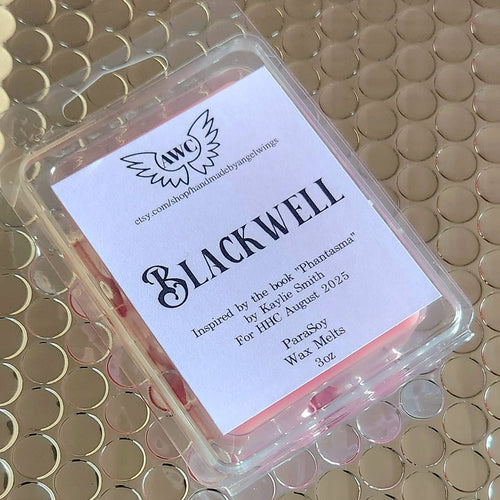 AWC
etsy.com/shop/handmadebyangelwings
BLACKWELL
Inspired by the book "Phantasma"
by Kaylie Smith
For HHC August 2025
ParaSoy
Wax Melts
3oz